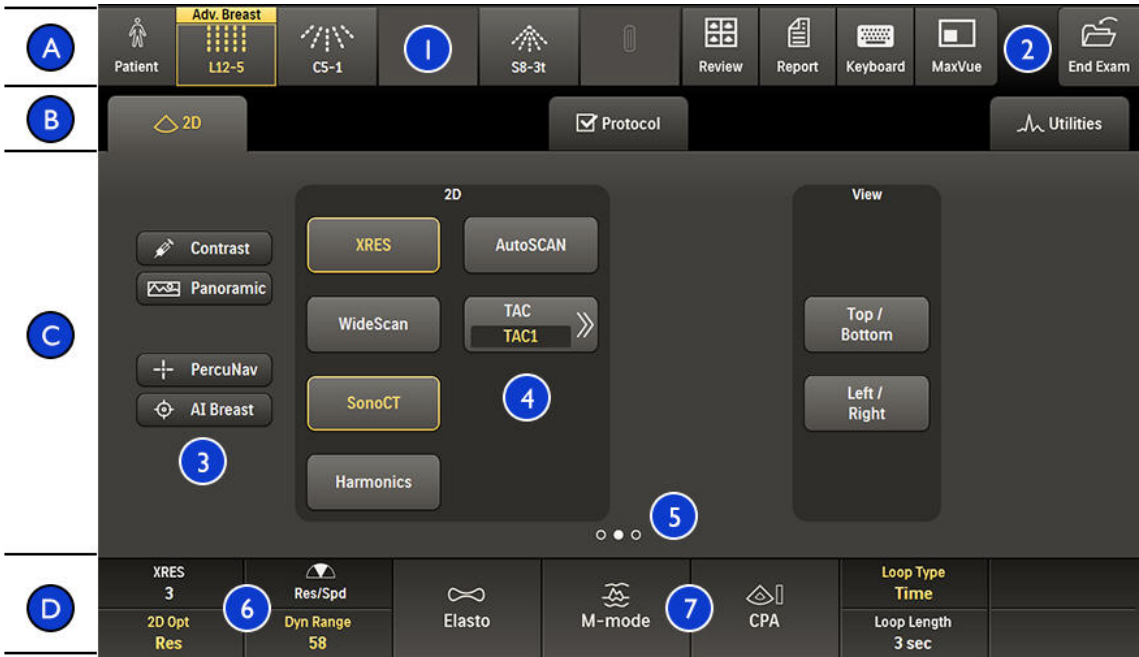 A
Adv. Breast
Patient
L12-5
C5-1
1
S8-3t
Review
Report
Keyboard
MaxVue
2
End Exam
B
2D
Protocol
Utilities
C
2D
View
Contrast
XRES
AutoSCAN
Panoramic
WideScan
TAC
TAC1
Top /
Bottom
PercuNav
AI Breast
SonoCT
4
Left /
Right
3
Harmonics
5
D
XRES
3
Res/Spd
6
2D Opt
Res
Dyn Range
58
Elasto
M-mode
7
CPA
Loop Type
Time
Loop Length
3 sec